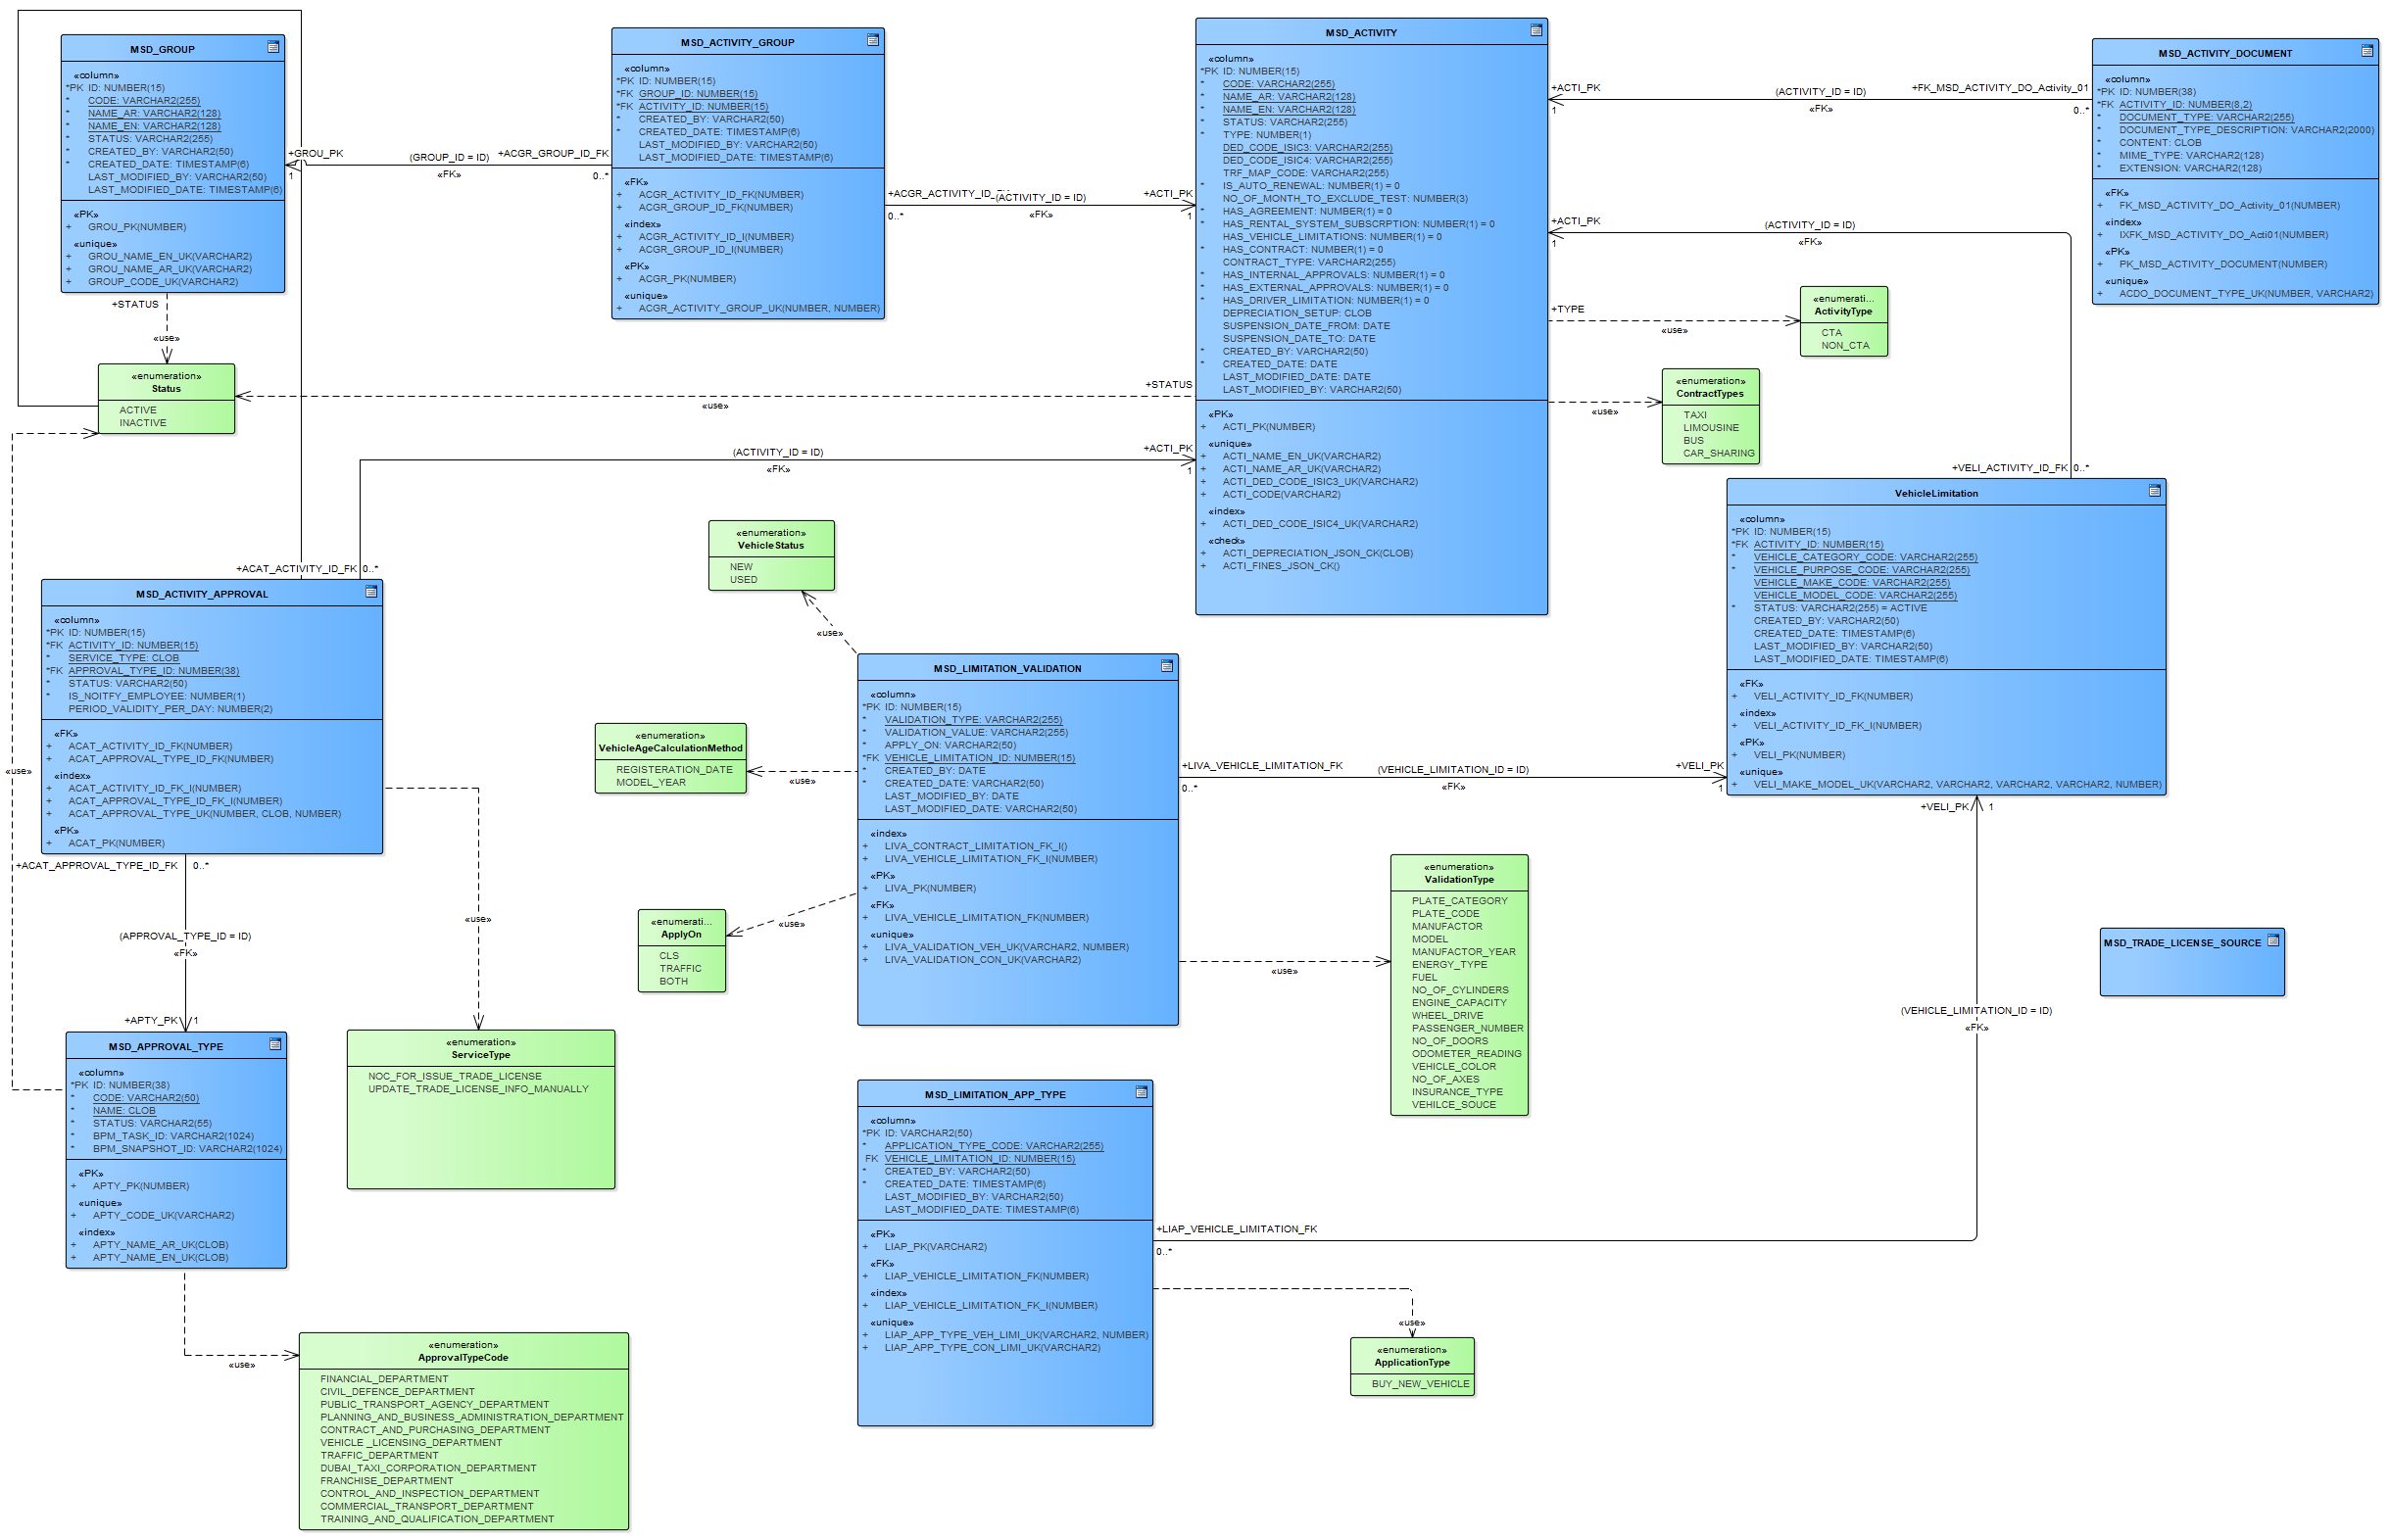 MSD_GROUP
«column»
*PK ID: NUMBER(15)
* CODE: VARCHAR2(255)
* NAME_AR: VARCHAR2(128)
* NAME_EN: VARCHAR2(128)
* STATUS: VARCHAR2(255)
* CREATED_BY: VARCHAR2(50)
* CREATED_DATE: TIMESTAMP(6)
LAST_MODIFIED_BY: VARCHAR2(50)
LAST_MODIFIED_DATE: TIMESTAMP(6)
«PK»
+ GROU_PK(NUMBER)
«unique»
+ GROU_NAME_EN_UK(VARCHAR2)
+ GROU_NAME_AR_UK(VARCHAR2)
+ GROUP_CODE_UK(VARCHAR2)
+GROU_PK
1
(GROUP_ID = ID)
«FK»
+ACGR_GROUP_ID_FK
0..*
MSD_ACTIVITY_GROUP
«column»
*PK ID: NUMBER(15)
*FK GROUP_ID: NUMBER(15)
*FK ACTIVITY_ID: NUMBER(15)
* CREATED_BY: VARCHAR2(50)
* CREATED_DATE: TIMESTAMP(6)
LAST_MODIFIED_BY: VARCHAR2(50)
LAST_MODIFIED_DATE: TIMESTAMP(6)
«FK»
+ ACGR_ACTIVITY_ID_FK(NUMBER)
+ ACGR_GROUP_ID_FK(NUMBER)
«index»
+ ACGR_ACTIVITY_ID_I(NUMBER)
+ ACGR_GROUP_ID_I(NUMBER)
«PK»
+ ACGR_PK(NUMBER)
«unique»
+ ACGR_ACTIVITY_GROUP_UK(NUMBER, NUMBER)
+ACGR_ACTIVITY_ID_
0..*
(ACTIVITY_ID = ID)
«FK»
+ACTI_PK
1
MSD_ACTIVITY
«column»
*PK ID: NUMBER(15)
* CODE: VARCHAR2(255)
* NAME_AR: VARCHAR2(128)
* NAME_EN: VARCHAR2(128)
* STATUS: VARCHAR2(255)
* TYPE: NUMBER(1)
DED_CODE_ISIC3: VARCHAR2(255)
DED_CODE_ISIC4: VARCHAR2(255)
TRF_MAP_CODE: VARCHAR2(255)
* IS_AUTO_RENEWAL: NUMBER(1) = 0
NO_OF_MONTH_TO_EXCLUDE_TEST: NUMBER(3)
* HAS_AGREEMENT: NUMBER(1) = 0
* HAS_RENTAL_SYSTEM_SUBSCRPTION: NUMBER(1) = 0
HAS_VEHICLE_LIMITATIONS: NUMBER(1) = 0
* HAS_CONTRACT: NUMBER(1) = 0
CONTRACT_TYPE: VARCHAR2(255)
* HAS_INTERNAL_APPROVALS: NUMBER(1) = 0
* HAS_EXTERNAL_APPROVALS: NUMBER(1) = 0
* HAS_DRIVER_LIMITATION: NUMBER(1) = 0
DEPRECIATION_SETUP: CLOB
SUSPENSION_DATE_FROM: DATE
SUSPENSION_DATE_TO: DATE
* CREATED_BY: VARCHAR2(50)
* CREATED_DATE: DATE
LAST_MODIFIED_DATE: DATE
LAST_MODIFIED_BY: VARCHAR2(50)
«PK»
+ ACTI_PK(NUMBER)
«unique»
+ ACTI_NAME_EN_UK(VARCHAR2)
+ ACTI_NAME_AR_UK(VARCHAR2)
+ ACTI_DED_CODE_ISIC3_UK(VARCHAR2)
+ ACTI_CODE(VARCHAR2)
«index»
+ ACTI_DED_CODE_ISIC4_UK(VARCHAR2)
«check»
+ ACTI_DEPRECIATION_JSON_CK(CLOB)
+ ACTI_FINES_JSON_CK()
+ACTI_PK
1
(ACTIVITY_ID = ID)
«FK»
+FK_MSD_ACTIVITY_DO_Activity_01
0..*
MSD_ACTIVITY_DOCUMENT
«column»
*PK ID: NUMBER(38)
*FK ACTIVITY_ID: NUMBER(8,2)
* DOCUMENT_TYPE: VARCHAR2(255)
* DOCUMENT_TYPE_DESCRIPTION: VARCHAR2(2000)
* CONTENT: CLOB
* MIME_TYPE: VARCHAR2(128)
* EXTENSION: VARCHAR2(128)
«FK»
+ FK_MSD_ACTIVITY_DO_Activity_01(NUMBER)
«index»
+ IXFK_MSD_ACTIVITY_DO_Acti01(NUMBER)
«PK»
+ PK_MSD_ACTIVITY_DOCUMENT(NUMBER)
«unique»
+ ACDO_DOCUMENT_TYPE_UK(NUMBER, VARCHAR2)
+ACTI_PK
1
(ACTIVITY_ID = ID)
«FK»
+STATUS
«use»
«enumeration»
Status
ACTIVE
INACTIVE
+STATUS
«use»
+TYPE
«use»
«enumerati...
ActivityType
CTA
NON_CTA
«use»
«enumeration»
ContractTypes
TAXI
LIMOUSINE
BUS
CAR_SHARING
(ACTIVITY_ID = ID)
«FK»
+ACTI_PK
1
+VELI_ACTIVITY_ID_FK
0..*
VehicleLimitation
«column»
*PK ID: NUMBER(15)
*FK ACTIVITY_ID: NUMBER(15)
* VEHICLE_CATEGORY_CODE: VARCHAR2(255)
* VEHICLE_PURPOSE_CODE: VARCHAR2(255)
VEHICLE_MAKE_CODE: VARCHAR2(255)
VEHICLE_MODEL_CODE: VARCHAR2(255)
* STATUS: VARCHAR2(255) = ACTIVE
CREATED_BY: VARCHAR2(50)
CREATED_DATE: TIMESTAMP(6)
LAST_MODIFIED_BY: VARCHAR2(50)
LAST_MODIFIED_DATE: TIMESTAMP(6)
«FK»
+ VELI_ACTIVITY_ID_FK(NUMBER)
«index»
+ VELI_ACTIVITY_ID_FK_I(NUMBER)
«PK»
+ VELI_PK(NUMBER)
«unique»
+ VELI_MAKE_MODEL_UK(VARCHAR2, VARCHAR2, VARCHAR2, VARCHAR2, NUMBER)
«enumeration»
VehicleStatus
NEW
USED
«use»
+ACAT_ACTIVITY_ID_FK
0..*
MSD_ACTIVITY_APPROVAL
«column»
*PK ID: NUMBER(15)
*FK ACTIVITY_ID: NUMBER(15)
* SERVICE_TYPE: CLOB
*FK APPROVAL_TYPE_ID: NUMBER(38)
* STATUS: VARCHAR2(50)
* IS_NOITFY_EMPLOYEE: NUMBER(1)
PERIOD_VALIDITY_PER_DAY: NUMBER(2)
«FK»
+ ACAT_ACTIVITY_ID_FK(NUMBER)
+ ACAT_APPROVAL_TYPE_ID_FK(NUMBER)
«index»
+ ACAT_ACTIVITY_ID_FK_I(NUMBER)
+ ACAT_APPROVAL_TYPE_ID_FK_I(NUMBER)
+ ACAT_APPROVAL_TYPE_UK(NUMBER, CLOB, NUMBER)
«PK»
+ ACAT_PK(NUMBER)
«use»
MSD_LIMITATION_VALIDATION
«column»
*PK ID: NUMBER(15)
* VALIDATION_TYPE: VARCHAR2(255)
* VALIDATION_VALUE: VARCHAR2(255)
* APPLY_ON: VARCHAR2(50)
*FK VEHICLE_LIMITATION_ID: NUMBER(15)
* CREATED_BY: DATE
* CREATED_DATE: VARCHAR2(50)
LAST_MODIFIED_BY: DATE
LAST_MODIFIED_DATE: VARCHAR2(50)
«index»
+ LIVA_CONTRACT_LIMITATION_FK_I()
+ LIVA_VEHICLE_LIMITATION_FK_I(NUMBER)
«PK»
+ LIVA_PK(NUMBER)
«FK»
+ LIVA_VEHICLE_LIMITATION_FK(NUMBER)
«unique»
+ LIVA_VALIDATION_VEH_UK(VARCHAR2, NUMBER)
+ LIVA_VALIDATION_CON_UK(VARCHAR2)
«enumeration»
VehicleAgeCalculationMethod
REGISTERATION_DATE
MODEL_YEAR
«use»
+LIVA_VEHICLE_LIMITATION_FK
0..*
(VEHICLE_LIMITATION_ID = ID)
«FK»
+VELI_PK
1
+VELI_PK
1
+ACAT_APPROVAL_TYPE_ID_FK
0..*
(APPROVAL_TYPE_ID = ID)
«FK»
+APTY_PK
1
«use»
«enumerati...
ApplyOn
CLS
TRAFFIC
BOTH
«use»
«use»
«enumeration»
ValidationType
PLATE_CATEGORY
PLATE_CODE
MANUFACTOR
MODEL
MANUFACTOR_YEAR
ENERGY_TYPE
FUEL
NO_OF_CYLINDERS
ENGINE_CAPACITY
WHEEL_DRIVE
PASSENGER_NUMBER
NO_OF_DOORS
ODOMETER_READING
VEHICLE_COLOR
NO_OF_AXES
INSURANCE_TYPE
VEHILCE_SOUCE
MSD_TRADE_LICENSE_SOURCE
(VEHICLE_LIMITATION_ID = ID)
«FK»
MSD_APPROVAL_TYPE
«column»
*PK ID: NUMBER(38)
* CODE: VARCHAR2(50)
* NAME: CLOB
* STATUS: VARCHAR2(55)
* BPM_TASK_ID: VARCHAR2(1024)
* BPM_SNAPSHOT_ID: VARCHAR2(1024)
«PK»
+ APTY_PK(NUMBER)
«unique»
+ APTY_CODE_UK(VARCHAR2)
«index»
+ APTY_NAME_AR_UK(CLOB)
+ APTY_NAME_EN_UK(CLOB)
«enumeration»
ServiceType
NOC_FOR_ISSUE_TRADE_LICENSE
UPDATE_TRADE_LICENSE_INFO_MANUALLY
MSD_LIMITATION_APP_TYPE
«column»
*PK ID: VARCHAR2(50)
* APPLICATION_TYPE_CODE: VARCHAR2(255)
FK VEHICLE_LIMITATION_ID: NUMBER(15)
* CREATED_BY: VARCHAR2(50)
* CREATED_DATE: TIMESTAMP(6)
LAST_MODIFIED_BY: VARCHAR2(50)
LAST_MODIFIED_DATE: TIMESTAMP(6)
«PK»
+ LIAP_PK(VARCHAR2)
«FK»
+ LIAP_VEHICLE_LIMITATION_FK(NUMBER)
«index»
+ LIAP_VEHICLE_LIMITATION_FK_I(NUMBER)
«unique»
+ LIAP_APP_TYPE_VEH_LIMI_UK(VARCHAR2, NUMBER)
+ LIAP_APP_TYPE_CON_LIMI_UK(VARCHAR2)
+LIAP_VEHICLE_LIMITATION_FK
0..*
«use»
«enumeration»
ApplicationType
BUY_NEW_VEHICLE
«use»
«enumeration»
ApprovalTypeCode
FINANCIAL_DEPARTMENT
CIVIL_DEFENCE_DEPARTMENT
PUBLIC_TRANSPORT_AGENCY_DEPARTMENT
PLANNING_AND_BUSINESS_ADMINISTRATION_DEPARTMENT
CONTRACT_AND_PURCHASING_DEPARTMENT
VEHICLE _LICENSING_DEPARTMENT
TRAFFIC_DEPARTMENT
DUBAI_TAXI_CORPORATION_DEPARTMENT
FRANCHISE_DEPARTMENT
CONTROL_AND_INSPECTION_DEPARTMENT
COMMERCIAL_TRANSPORT_DEPARTMENT
TRAINING_AND_QUALIFICATION_DEPARTMENT